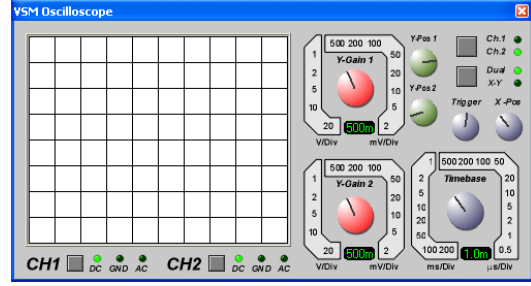 VSM Oscilloscope
500 200 100
1 50
2 20
5 10
10 5
20 2
Y-Gain 1
500m
V/Div mV/Div
Y-Pos 1
Y-Pos 2
Ch.1
Ch.2
Dual
X-Y
Trigger X-Pos
500 200 100
1 50
2 20
5 10
10 5
20 2
Y-Gain 2
500m
V/Div mV/Div
1 500 200 100 50
2 20
5 10
10 5
20 2
50 1
100 200 0.5
Timebase
1.0m
ms/Div µs/Div
CH1 DC GND AC CH2 DC GND AC